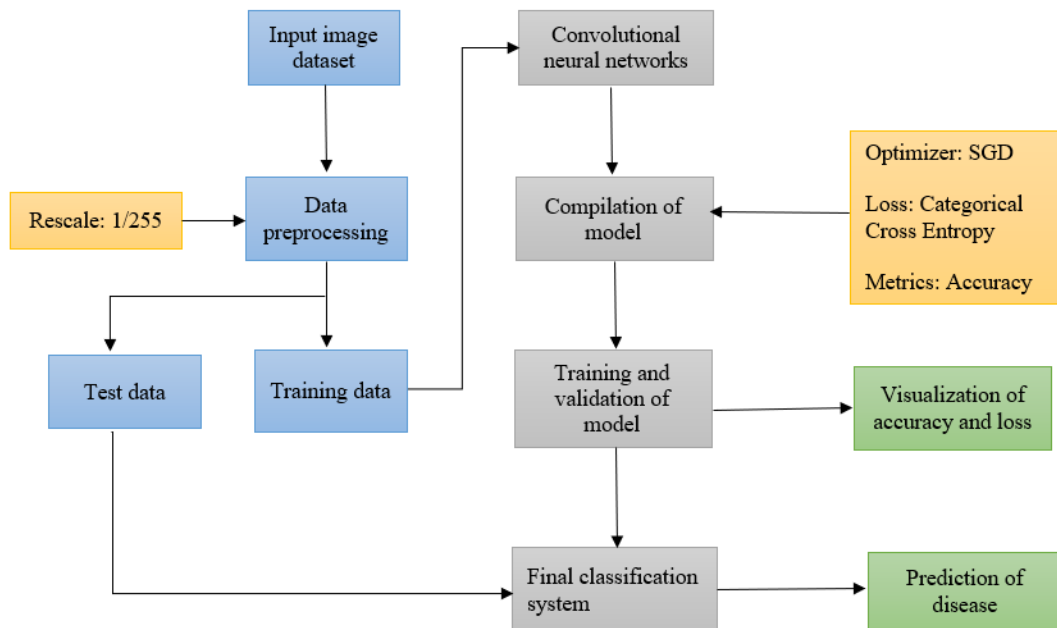 Input image
dataset
Convolutional
neural networks
Rescale: 1/255
Data
preprocessing
Compilation of
model
Optimizer: SGD
Loss: Categorical
Cross Entropy
Metrics: Accuracy
Test data
Training data
Training and
validation of
model
Visualization of
accuracy and loss
Final classification
system
Prediction of
disease